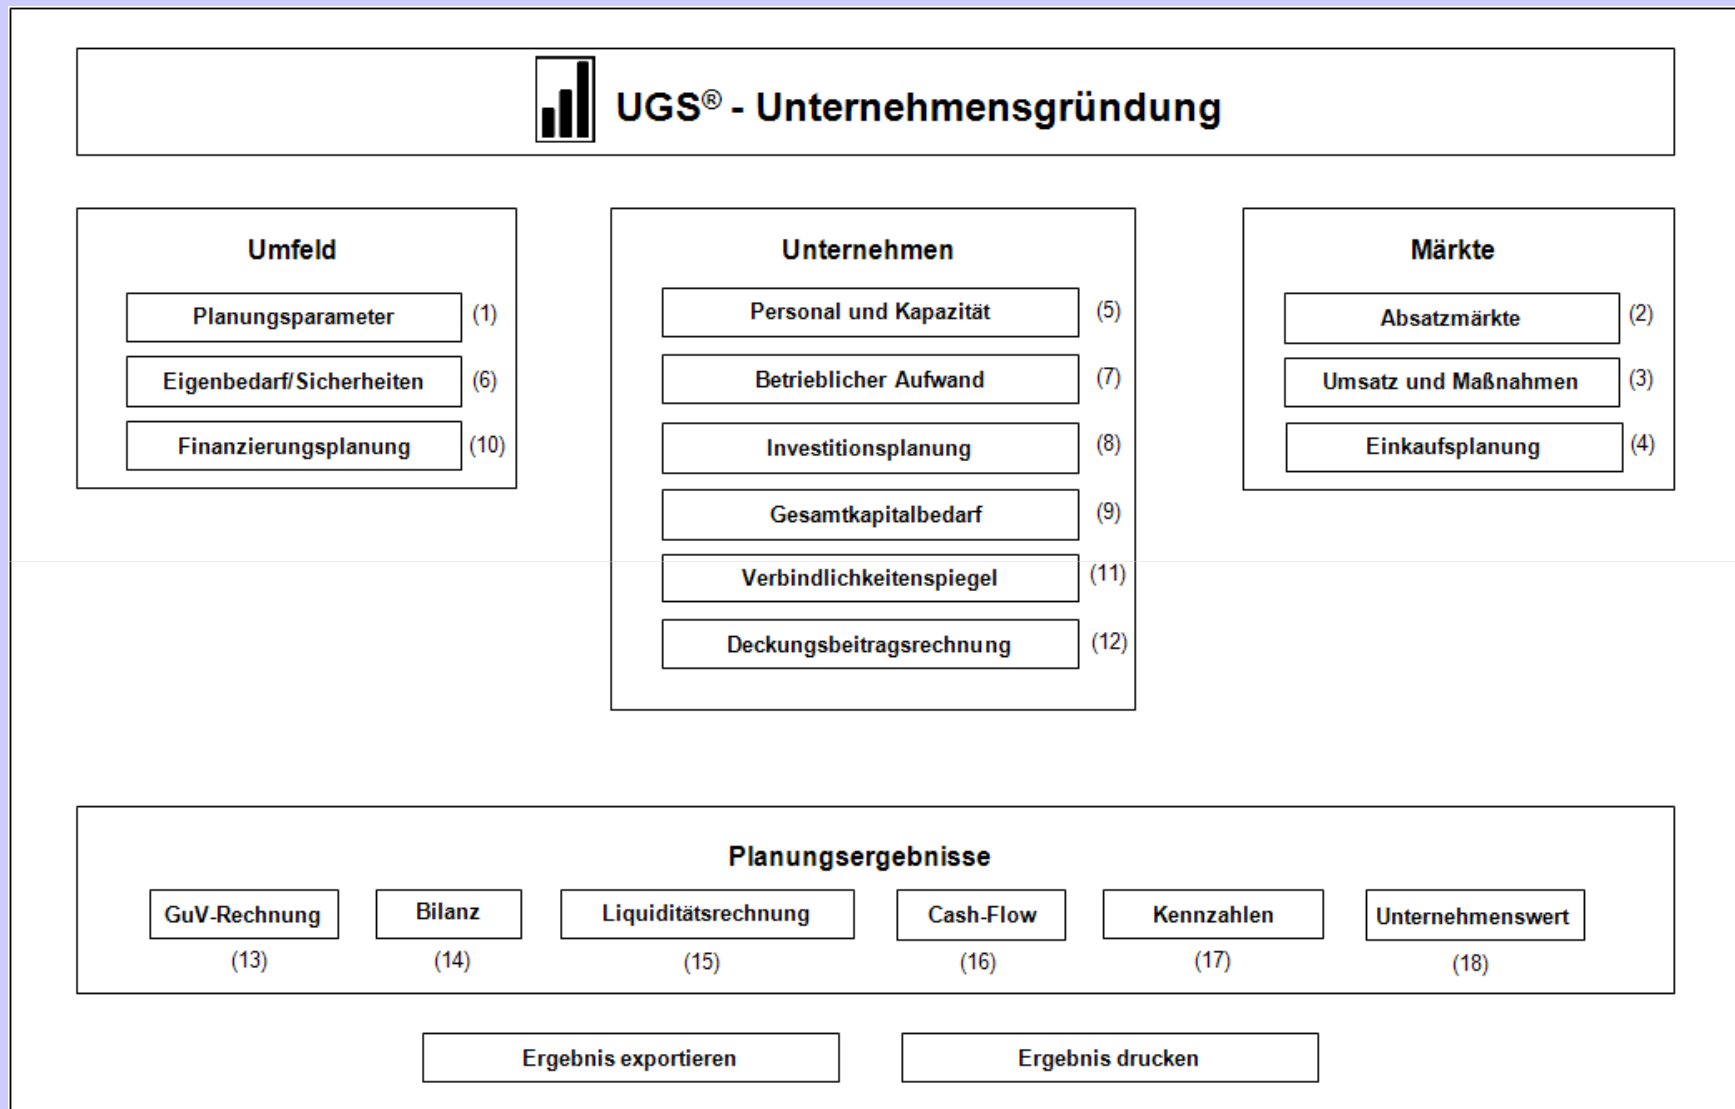 UGS® - Unternehmensgründung
Umfeld
Planungsparameter (1)
Eigenbedarf/Sicherheiten (6)
Finanzierungsplanung (10)
Unternehmen
Personal und Kapazität (5)
Betrieblicher Aufwand (7)
Investitionsplanung (8)
Gesamtkapitalbedarf (9)
Verbindlichkeitenspiegel (11)
Deckungsbeitragsrechnung (12)
Märkte
Absatzmärkte (2)
Umsatz und Maßnahmen (3)
Einkaufsplanung (4)
Planungsergebnisse
GuV-Rechnung Bilanz Liquiditätsrechnung Cash-Flow Kennzahlen Unternehmenswert
(13) (14) (15) (16) (17) (18)
Ergebnis exportieren Ergebnis drucken